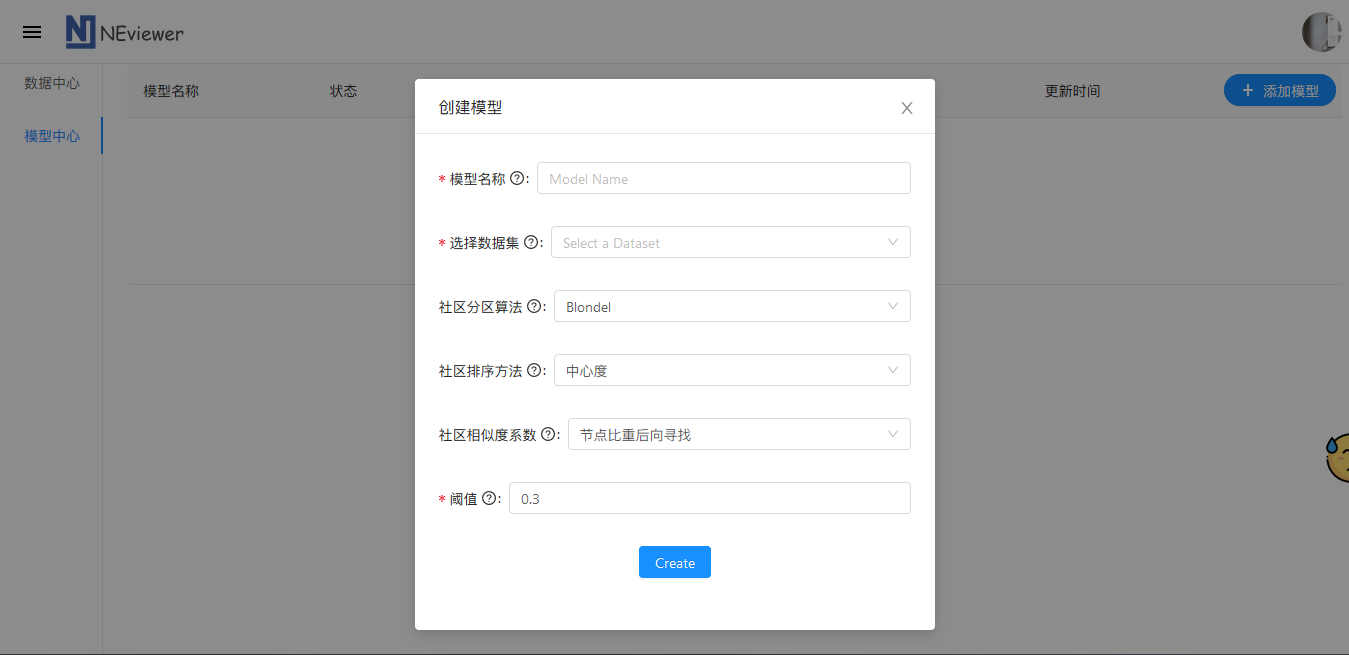 NEviewer
数据中心
模型中心
模型名称 状态 更新时间 + 添加模型
创建模型
* 模型名称 ?: Model Name
* 选择数据集 ?: Select a Dataset
社区分区算法 ?: Blondel
社区排序方法 ?: 中心度
社区相似度系数 ?: 节点比重后向寻找
* 阈值 ?: 0.3
Create